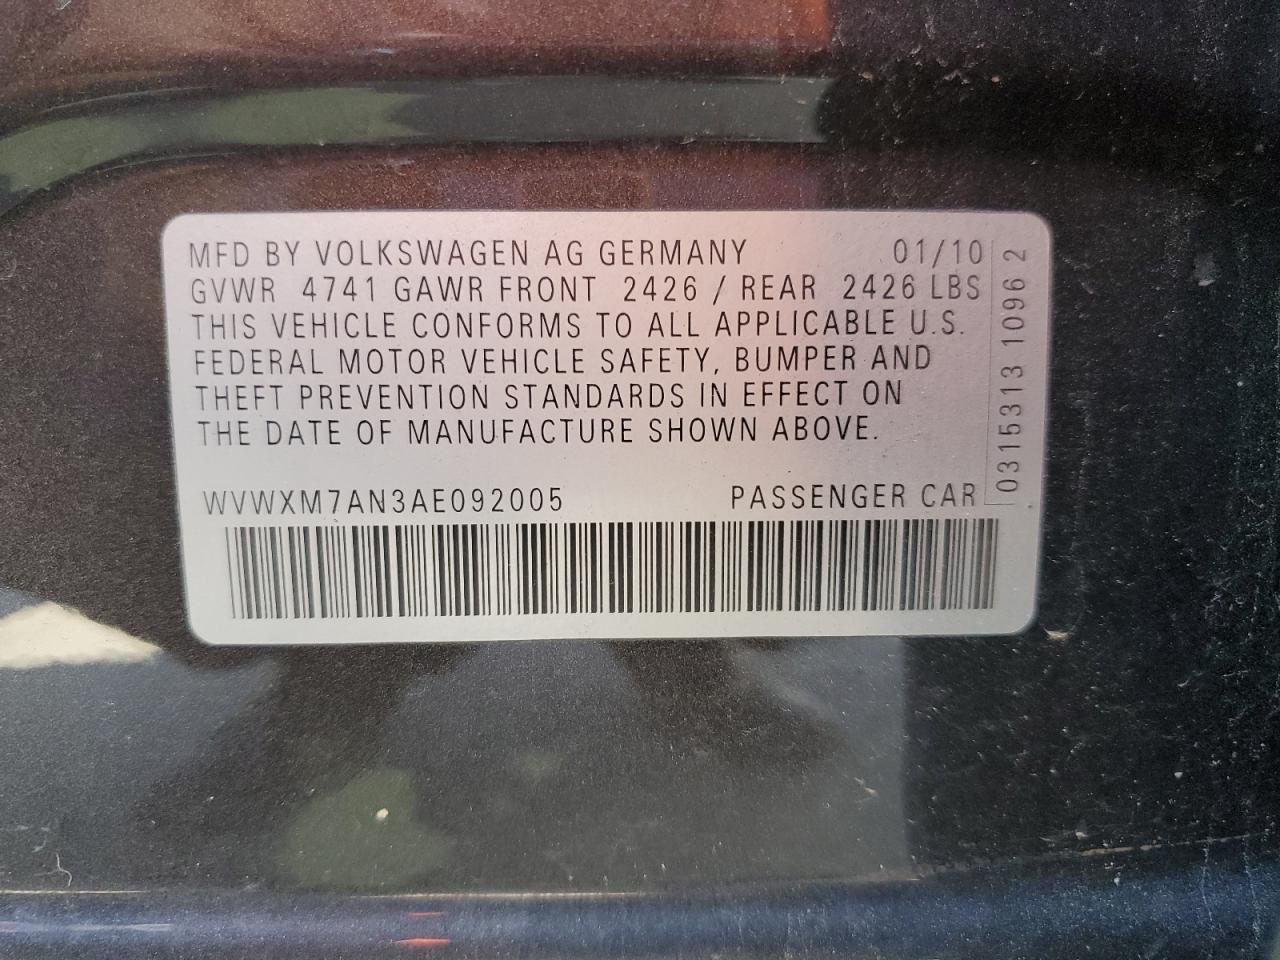 MFD BY VOLKSWAGEN AG GERMANY 01/10
GVWR 4741 GAWR FRONT 2426 / REAR 2426 LBS
THIS VEHICLE CONFORMS TO ALL APPLICABLE U.S.
FEDERAL MOTOR VEHICLE SAFETY, BUMPER AND
THEFT PREVENTION STANDARDS IN EFFECT ON
THE DATE OF MANUFACTURE SHOWN ABOVE.
WVWXM7AN3AE092005 PASSENGER CAR
03153313 1096 2